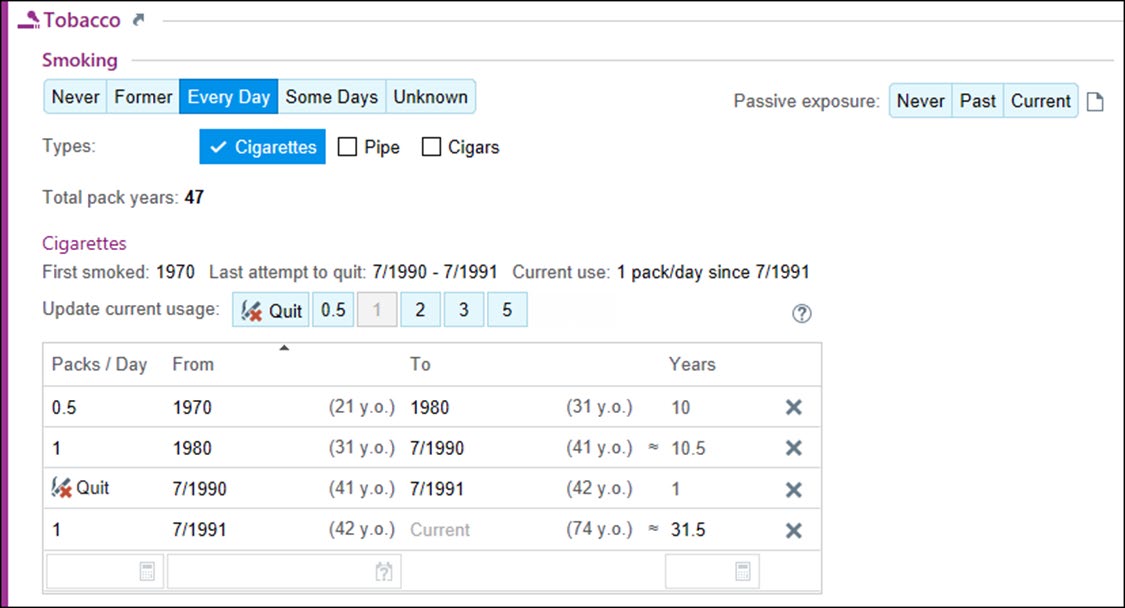 Tobacco
Smoking
Never Former Every Day Some Days Unknown Passive exposure: Never Past Current
Types: Cigarettes Pipe Cigars
Total pack years: 47
Cigarettes
First smoked: 1970 Last attempt to quit: 7/1990 - 7/1991 Current use: 1 pack/day since 7/1991
Update current usage: Quit 0.5 1 2 3 5 ?
Packs / Day From To Years
0.5 1970 (21 y.o.) 1980 (31 y.o.) 10
1 1980 (31 y.o.) 7/1990 (41 y.o.) ≈ 10.5
Quit 7/1990 (41 y.o.) 7/1991 (42 y.o.) 1
1 7/1991 (42 y.o.) Current (74 y.o.) ≈ 31.5